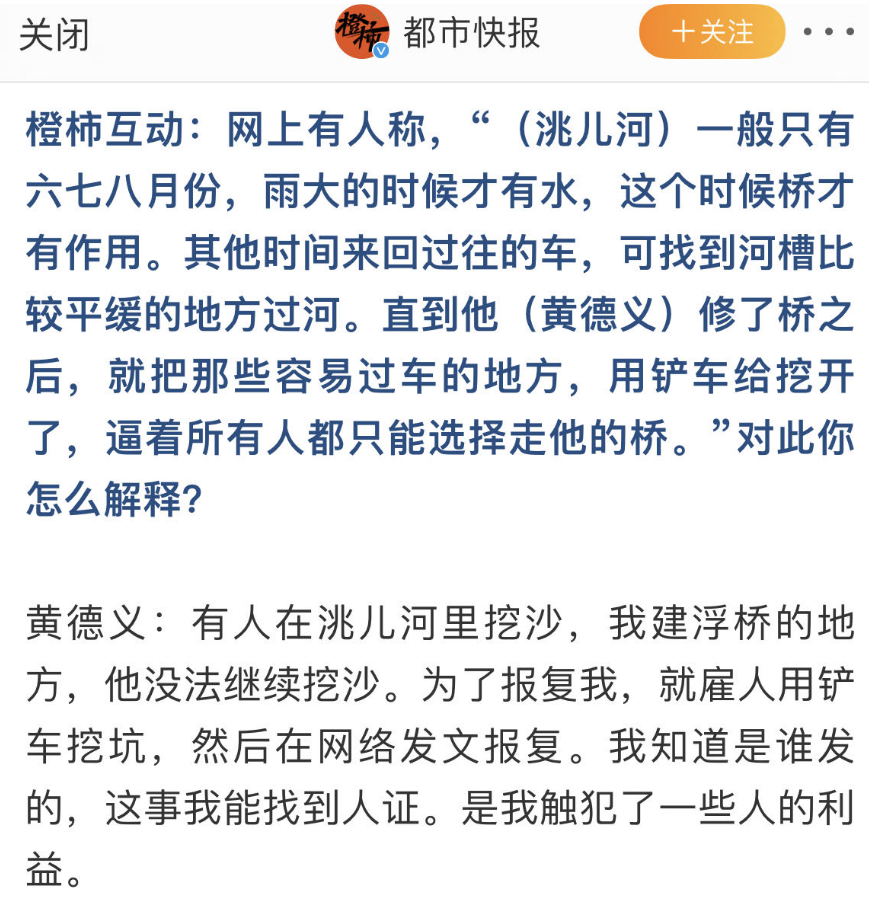 关闭
橙柿
都市快报
+关注
橙柿互动：网上有人称，“（洮儿河）一般只有
六七八月份，雨大的时候才有水，这个时候桥才
有作用。其他时间来回过往的车，可找到河槽比
较平缓的地方过河。直到他（黄德义）修了桥之
后，就把那些容易过车的地方，用铲车给挖开
了，逼着所有人都只能选择走他的桥。”对此你
怎么解释？
黄德义：有人在洮儿河里挖沙，我建浮桥的地
方，他没法继续挖沙。为了报复我，就雇人用铲
车挖坑，然后在网络发文报复。我知道是谁发
的，这事我能找到人证。是我触犯了一些人的利
益。